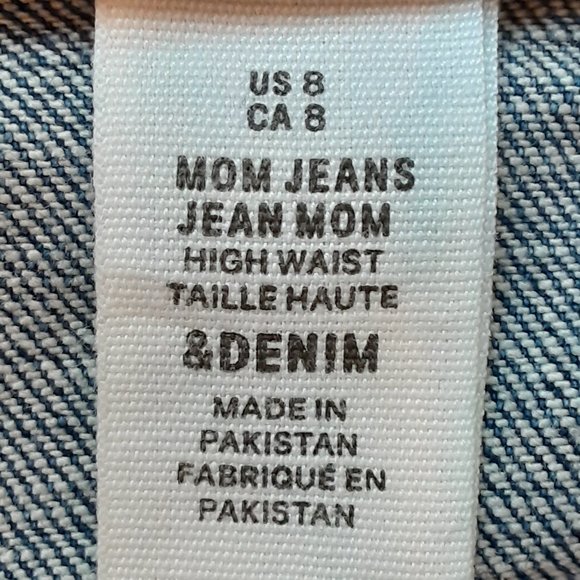 US 8
CA 8
MOM JEANS
JEAN MOM
HIGH WAIST
TAILLE HAUTE
&DENIM
MADE IN
PAKISTAN
FABRIQUÉ EN
PAKISTAN